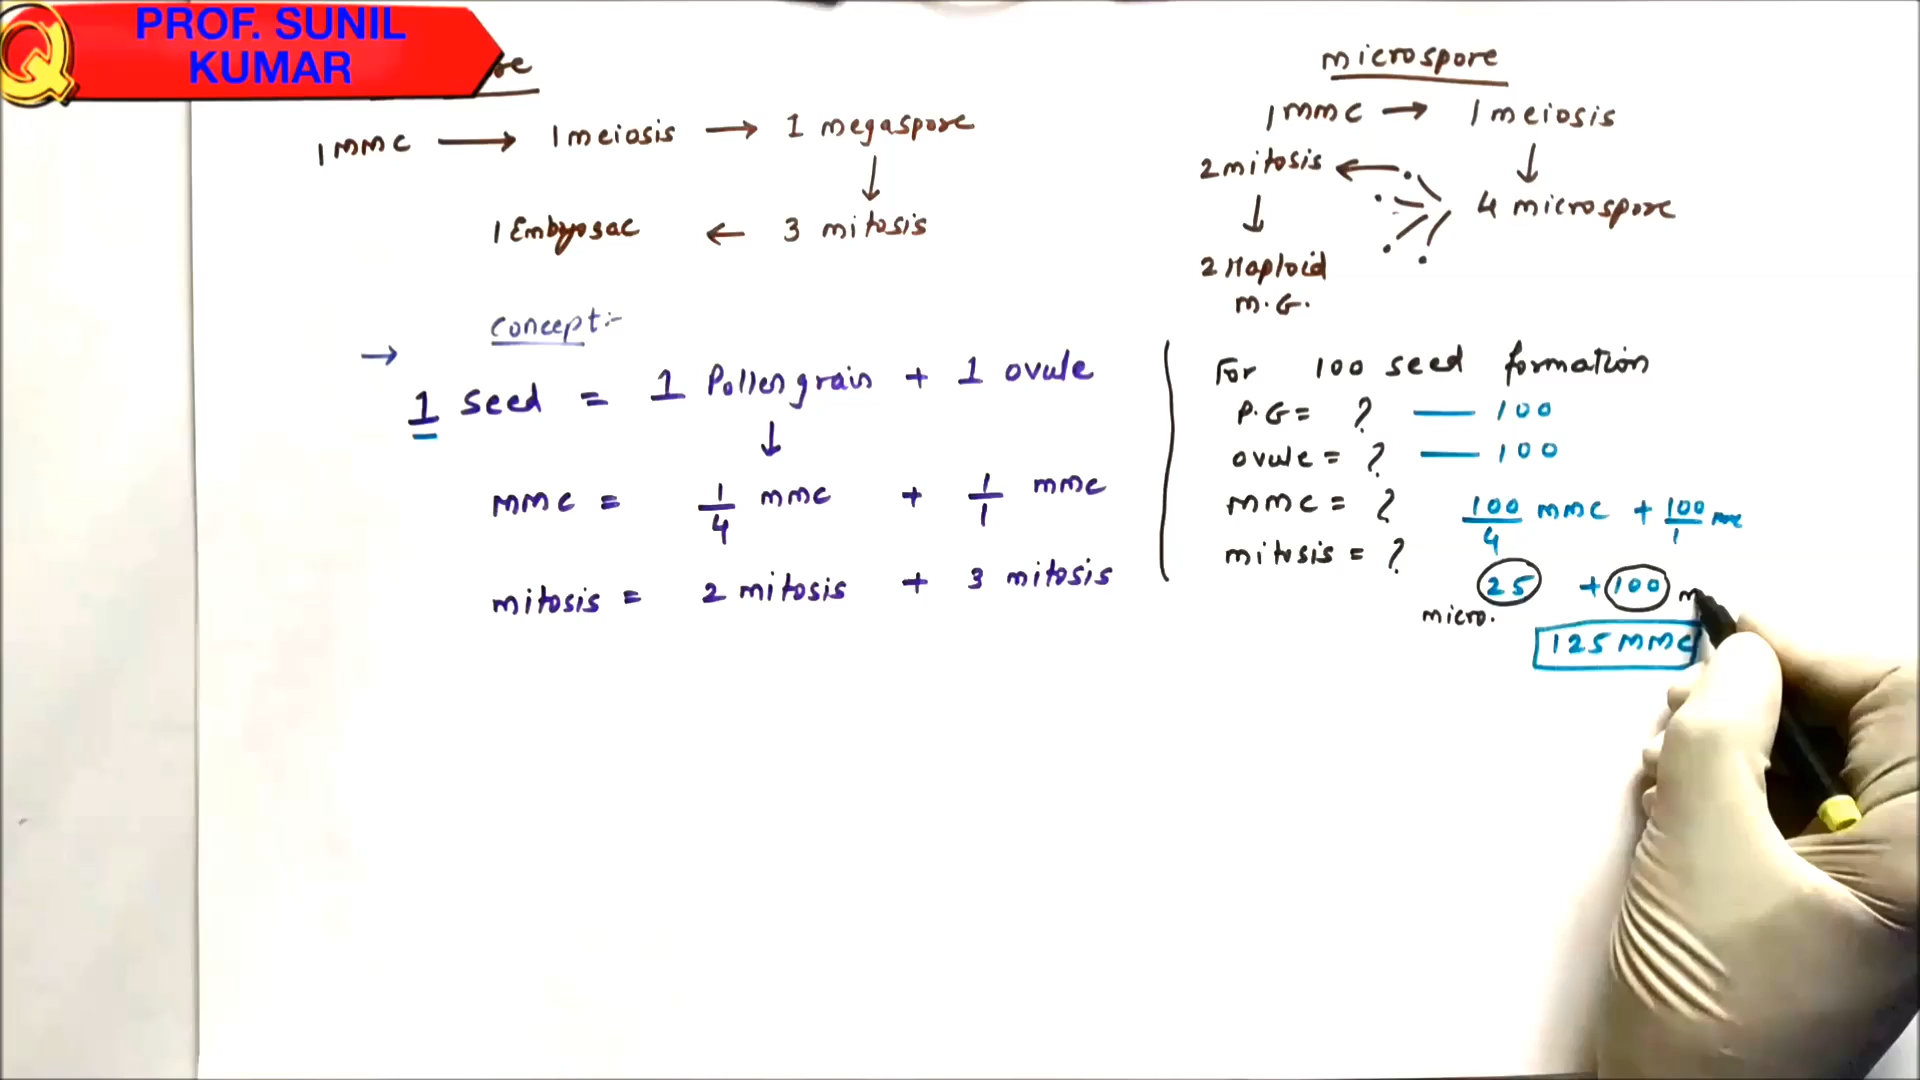 PROF. SUNIL
KUMAR
1 MMC → 1 meiosis → 1 megaspore
↓
1 Embyosac ← 3 mitosis
Concept:-
→
1 Seed = 1 Pollen grain + 1 ovule
↓
MMC = 1/4 MMC + 1/1 MMC
mitosis = 2 mitosis + 3 mitosis
microspore
1 MMC → 1 meiosis
↓
2 mitosis ← 4 microspore
↓
2 Haploid
M.G.
For 100 seed formation
P.G = ? — 100
ovule = ? — 100
MMC = ? 100/4 MMC + 100/1 MMC
mitosis = ?
25 + 100 m
micro.
125 MMC